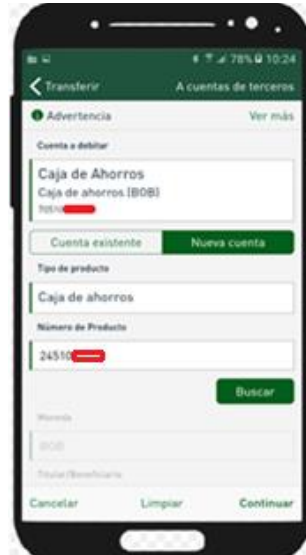 78% 10:24
Transferir A cuentas de terceros
Advertencia Ver más
Cuenta a debitar
Caja de Ahorros
Caja de ahorros (BOB)
Cuenta existente Nueva cuenta
Tipo de producto
Caja de ahorros
Número de Producto
24510
Buscar
Moneda
BOB
Titular/Beneficiario
Cancelar Limpiar Continuar